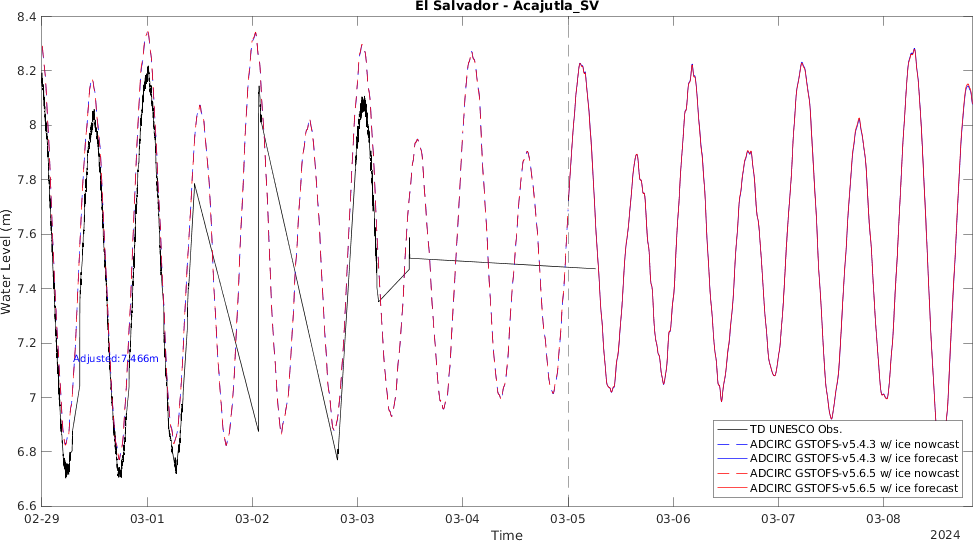 El Salvador - Acajutla_SV
8.4
8.2
8
7.8
7.6
7.4
7.2
7
6.8
6.6
Water Level (m)
Adjusted:7.466m
TD UNESCO Obs.
ADCIRC GSTOFS-v5.4.3 w/ ice nowcast
ADCIRC GSTOFS-v5.4.3 w/ ice forecast
ADCIRC GSTOFS-v5.6.5 w/ ice nowcast
ADCIRC GSTOFS-v5.6.5 w/ ice forecast
02-29 03-01 03-02 03-03 03-04 03-05 03-06 03-07 03-08
Time
2024